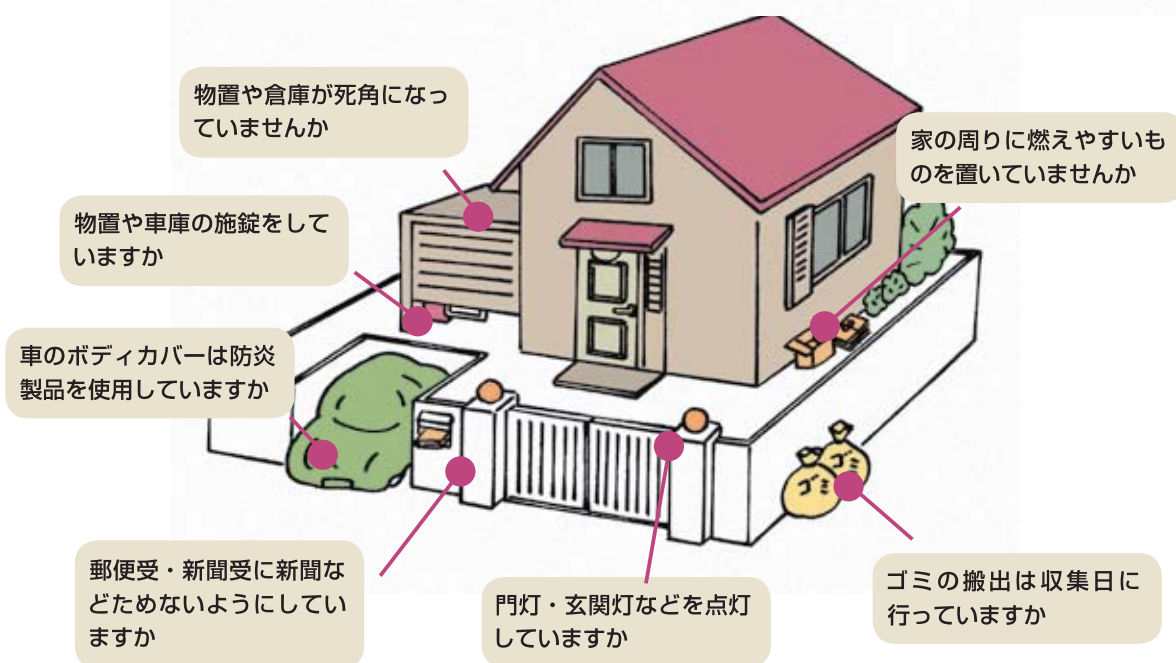 物置や倉庫が死角になっ
ていませんか
家の周りに燃えやすいも
のを置いていませんか
物置や車庫の施錠をして
いますか
車のボディカバーは防炎
製品を使用していますか
ゴミ
ゴミ
郵便受・新聞受に新聞な
どためないようにしてい
ますか
門灯・玄関灯などを点灯
していますか
ゴミの搬出は収集日に
行っていますか